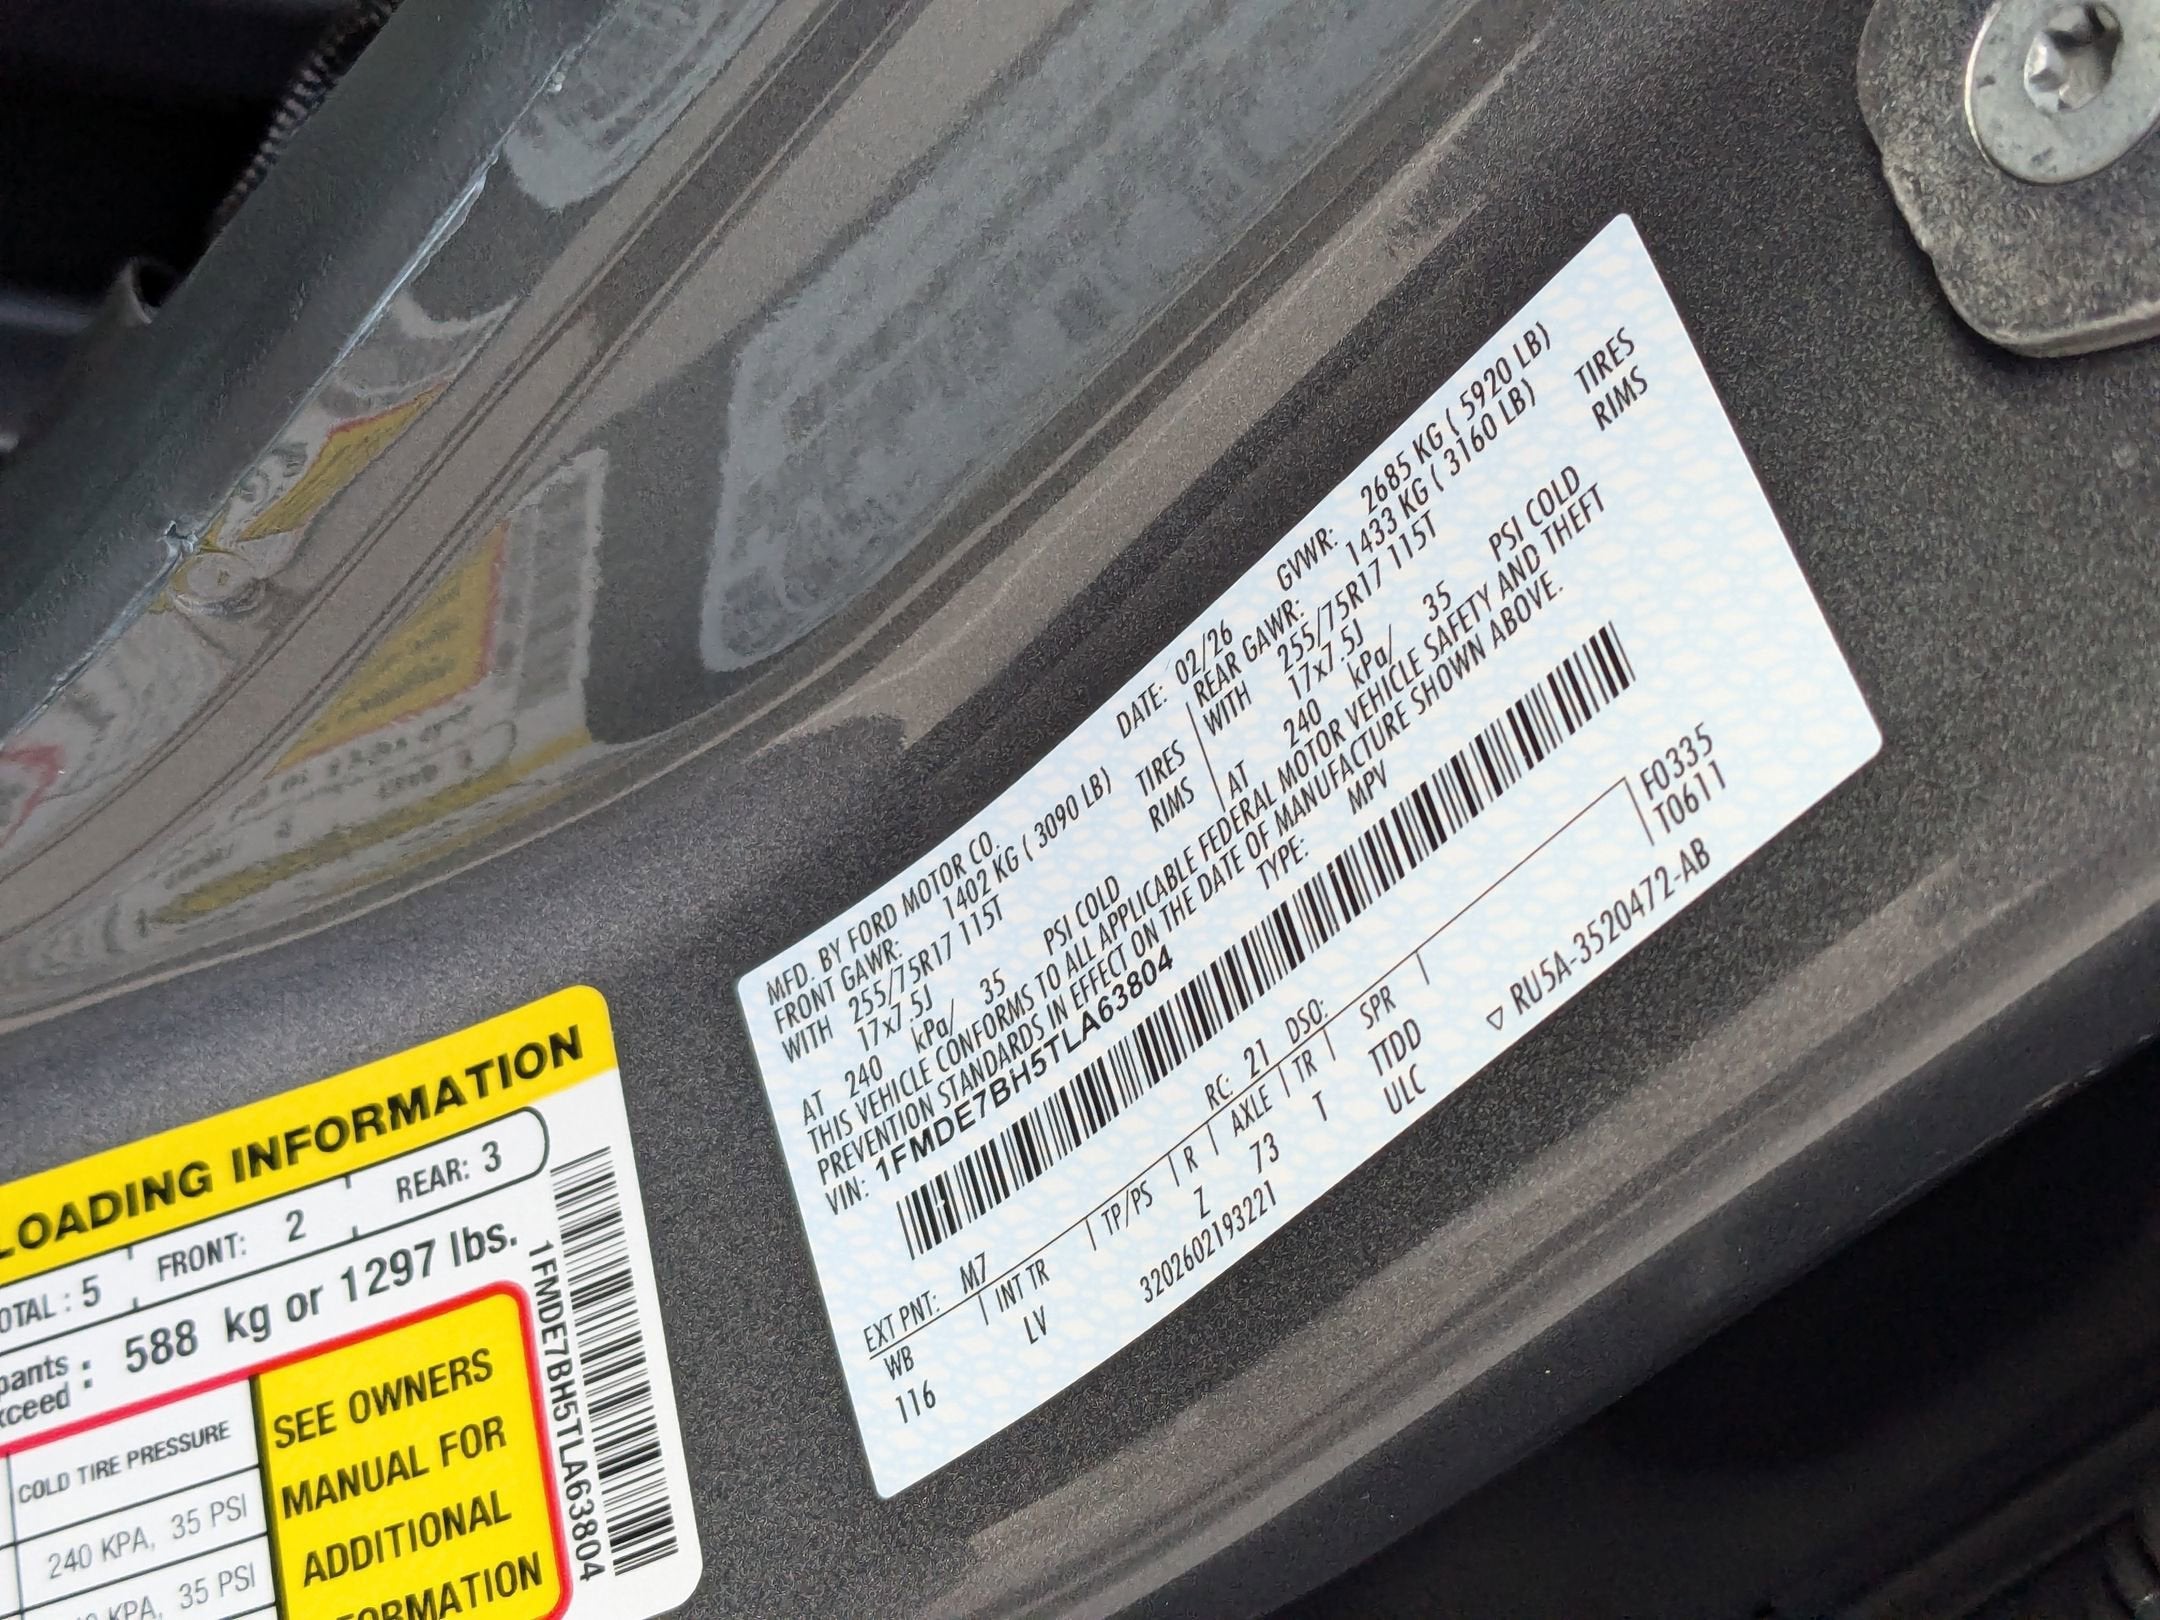 MFD. BY FORD MOTOR CO.
DATE: 02/26 GVWR: 2685 KG ( 5920 LB)
FRONT GAWR: 1402 KG ( 3090 LB) REAR GAWR: 1433 KG ( 3160 LB)
WITH 255/75R17 115T TIRES WITH 255/75R17 115T TIRES
17x7.5J RIMS 17x7.5J RIMS
AT 240 kPa/ 35 PSI COLD AT 240 kPa/ 35 PSI COLD
THIS VEHICLE CONFORMS TO ALL APPLICABLE FEDERAL MOTOR VEHICLE SAFETY AND THEFT
PREVENTION STANDARDS IN EFFECT ON THE DATE OF MANUFACTURE SHOWN ABOVE.
VIN: 1FMDE7BH5TLA63804 TYPE: MPV
EXT PNT: M7 RC: 21 DSO:
WB INT TR TP/PS R AXLE TR SPR F0335
116 LV Z 73 T TTDD T0611
3202602193221 ULC
▽ RU5A-3520472-AB
LOADING INFORMATION
OTAL : 5 FRONT: 2 REAR: 3
pants
xceed : 588 kg or 1297 lbs.
COLD TIRE PRESSURE
240 KPA, 35 PSI
KPA, 35 PSI
SEE OWNERS
MANUAL FOR
ADDITIONAL
FORMATION
1FMDE7BH5TLA63804